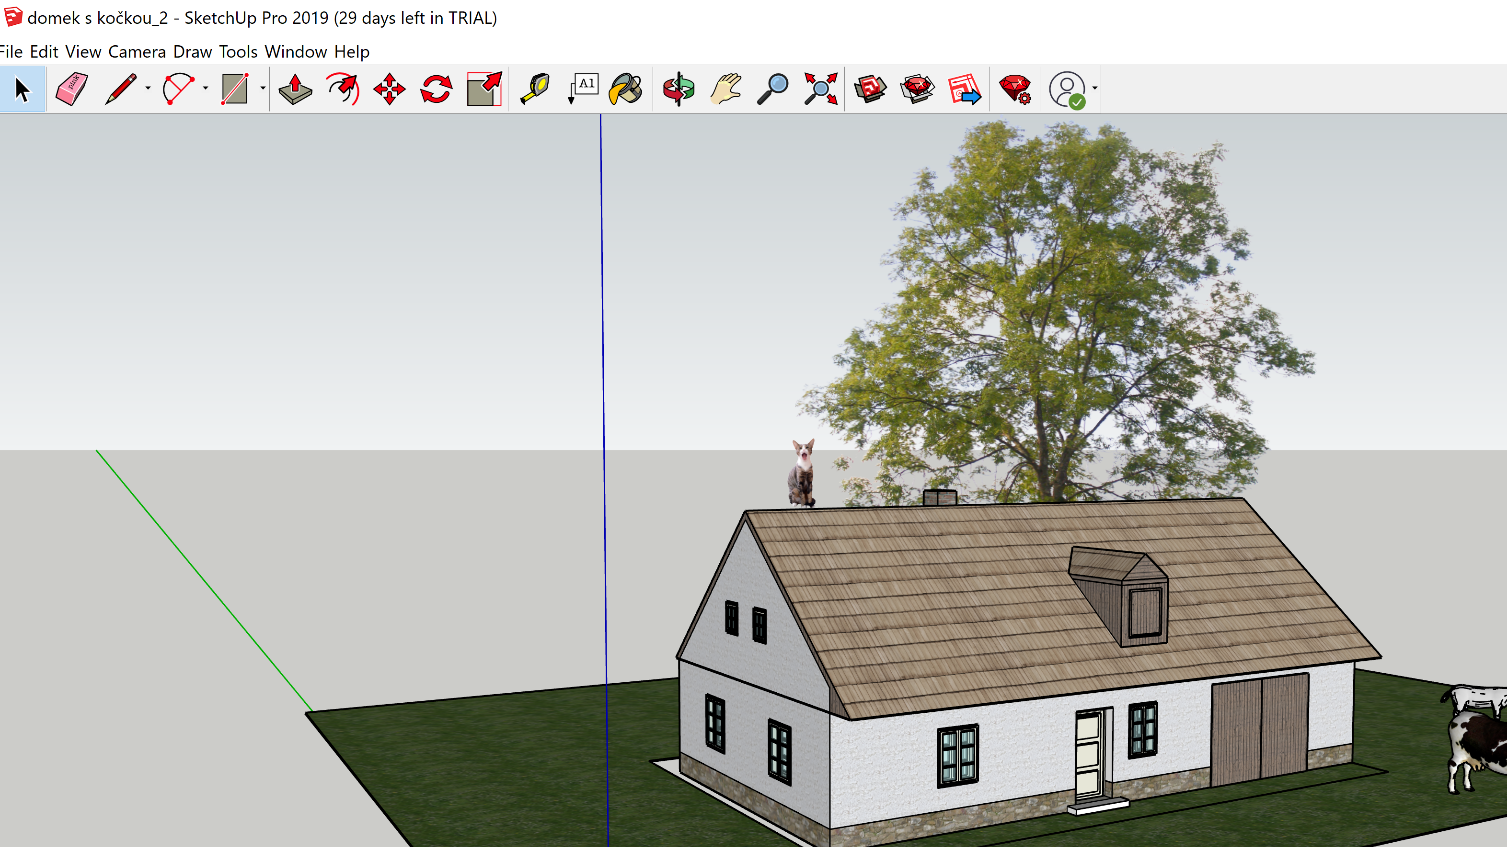 domek s kočkou_2 - SketchUp Pro 2019 (29 days left in TRIAL)
File Edit View Camera Draw Tools Window Help
A1